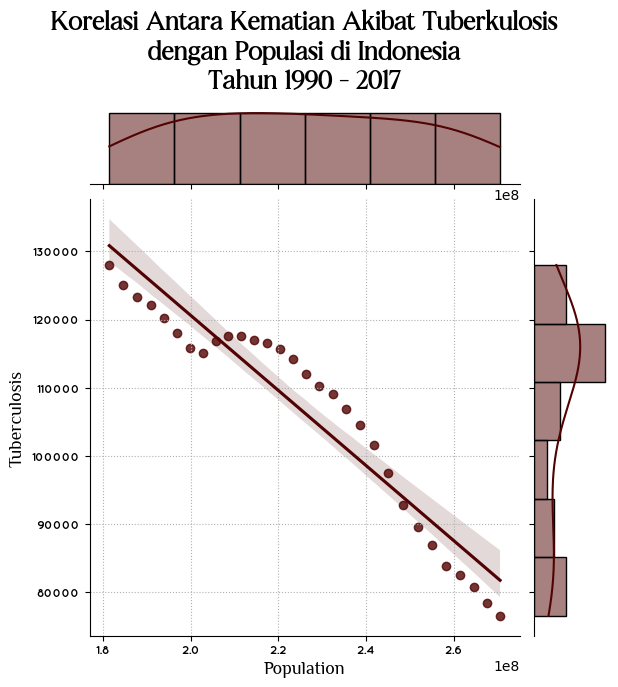 Korelasi Antara Kematian Akibat Tuberkulosis
dengan Populasi di Indonesia
Tahun 1990 - 2017
1e8
130000
120000
110000
100000
90000
80000
Tuberculosis
1.8 2.0 2.2 2.4 2.6
Population
1e8